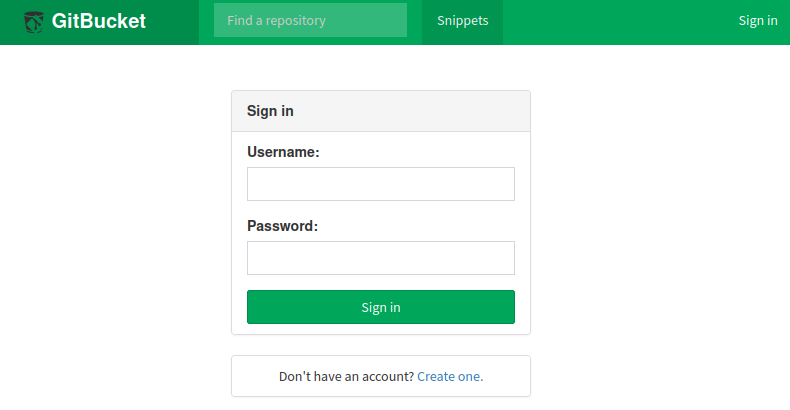 GitBucket Find a repository Snippets Sign in
Sign in
Username:
Password:
Sign in
Don't have an account? Create one.